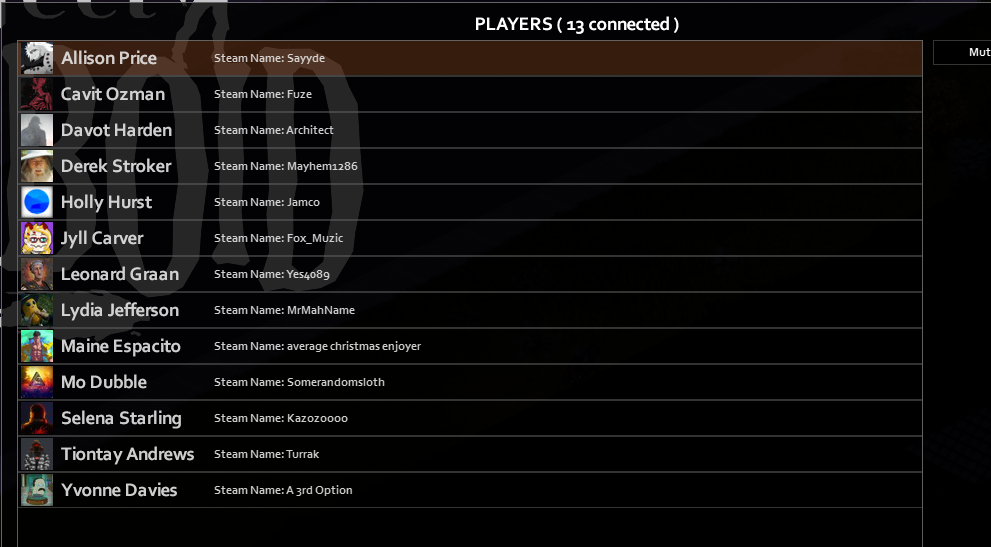 PLAYERS ( 13 connected )
Allison Price Steam Name: Sayyde
Cavit Ozman Steam Name: Fuze
Davot Harden Steam Name: Architect
Derek Stroker Steam Name: Mayhem1286
Holly Hurst Steam Name: Jamco
Jyll Carver Steam Name: Fox_Muzic
Leonard Graan Steam Name: Yes4089
Lydia Jefferson Steam Name: MrMahName
Maine Espacito Steam Name: average christmas enjoyer
Mo Dubble Steam Name: Somerandomsloth
Selena Starling Steam Name: Kazozoooo
Tiontay Andrews Steam Name: Turrak
Yvonne Davies Steam Name: A 3rd Option